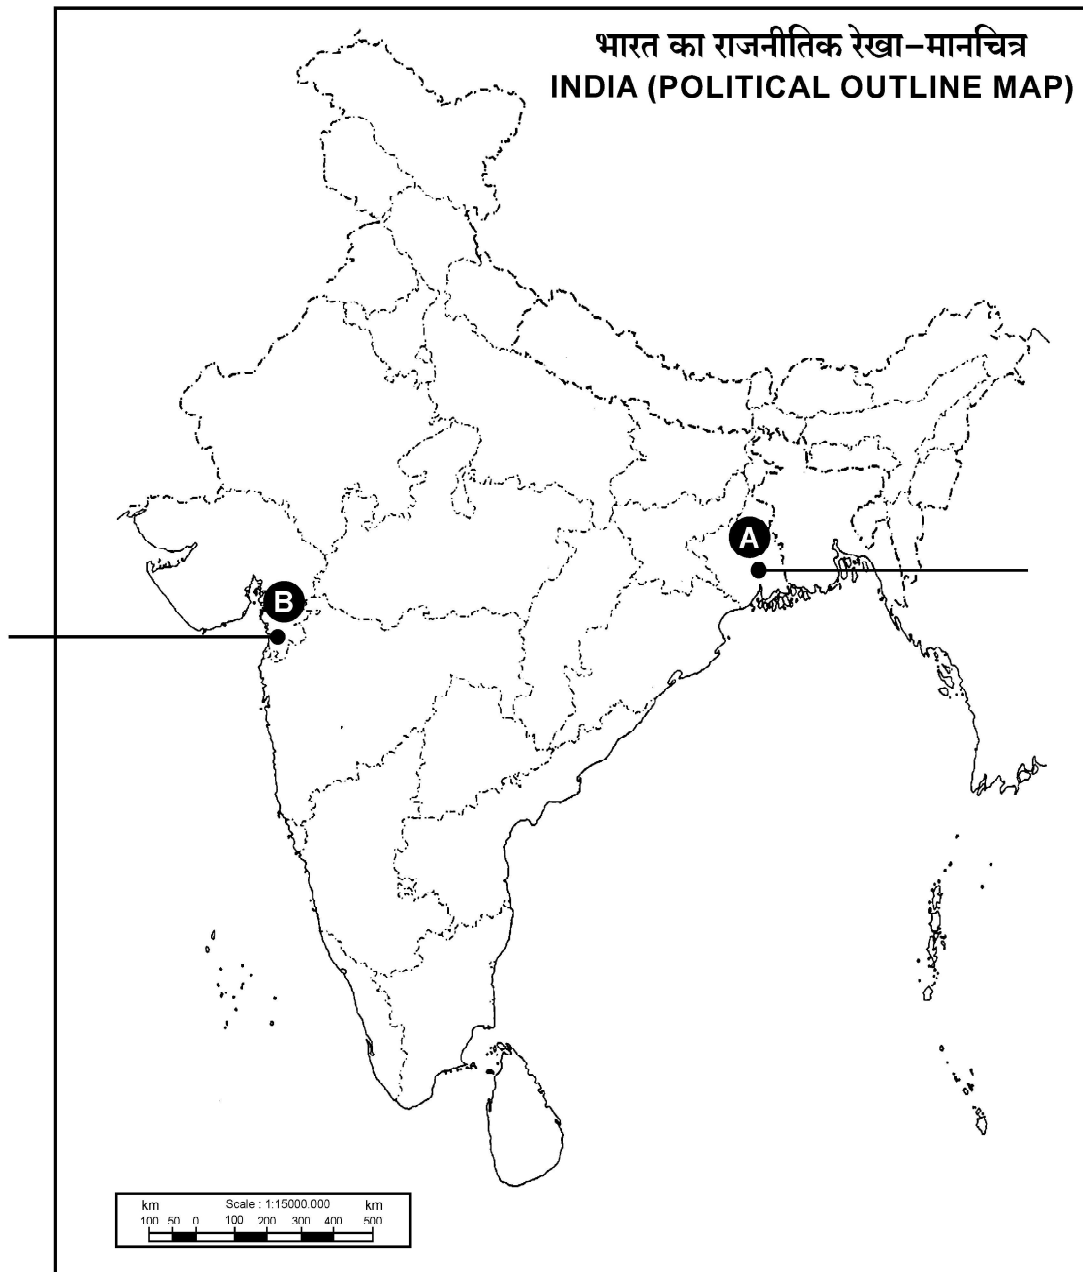 भारत का राजनीतिक रेखा–मानचित्र
INDIA (POLITICAL OUTLINE MAP)
A
B
km Scale : 1:15000.000 km
100 50 0 100 200 300 400 500